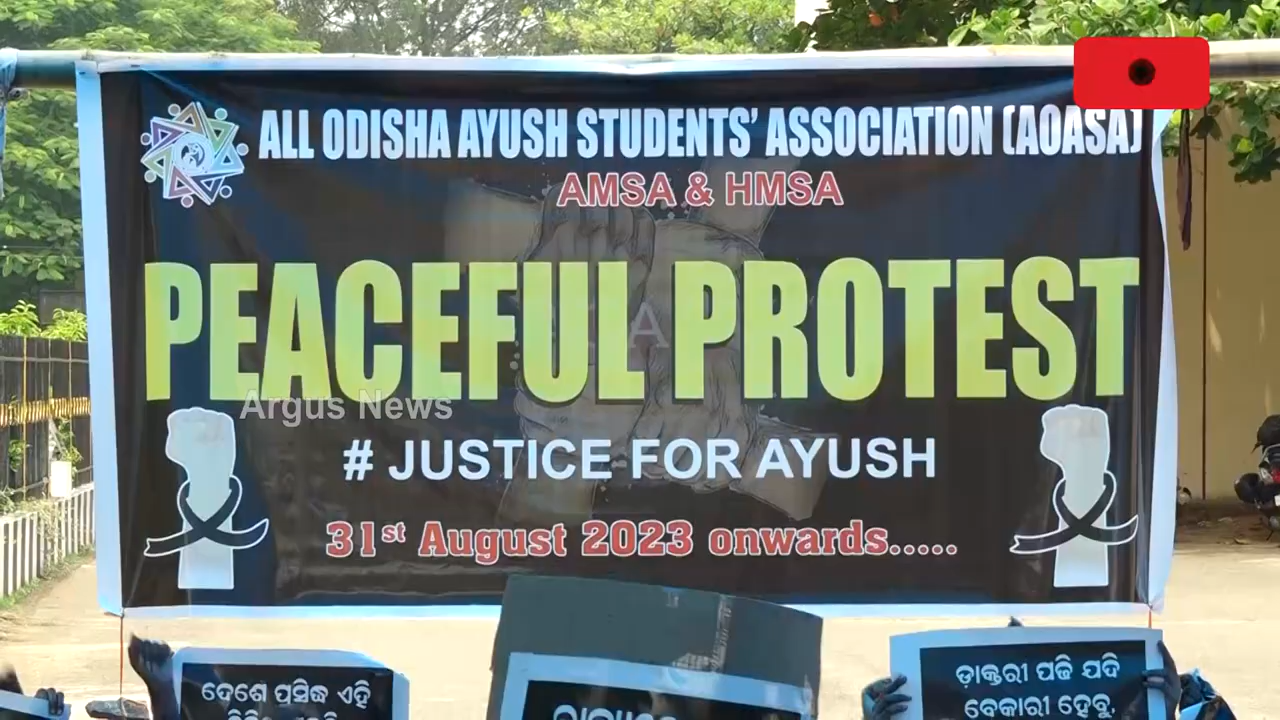 ALL ODISHA AYUSH STUDENTS' ASSOCIATION (AOASA)
AMSA & HMSA
PEACEFUL PROTEST
Argus News
# JUSTICE FOR AYUSH
31st August 2023 onwards.....
ଦେଶେ ପ୍ରସିଦ୍ଧ ଏହି
ଡ଼ାକ୍ତରୀ ପଢି ଯଦି
ବେକାରୀ ହେବୁ,